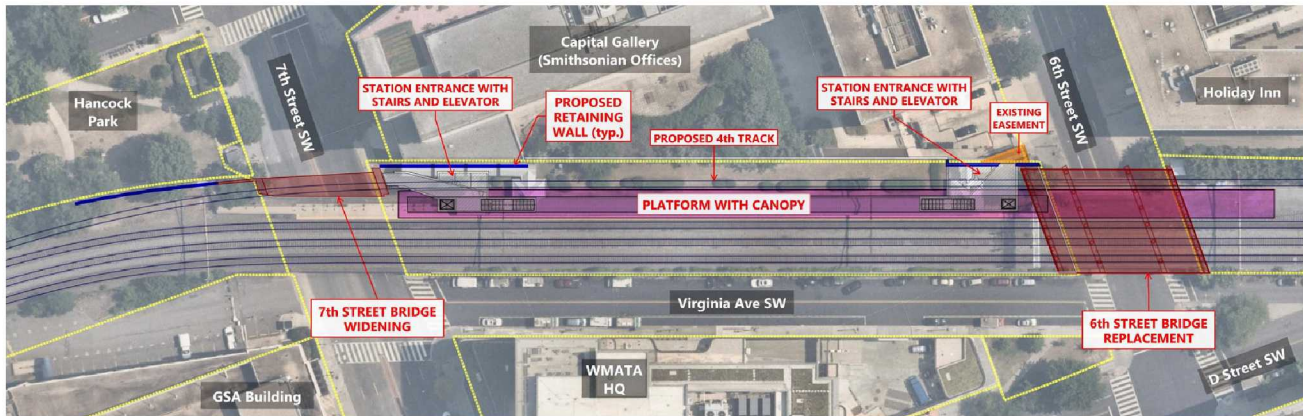 Capital Gallery
(Smithsonian Offices)
7th Street SW
6th Street SW
Hancock
Park
STATION ENTRANCE WITH
STAIRS AND ELEVATOR
PROPOSED
RETAINING
WALL (typ.)
PROPOSED 4th TRACK
STATION ENTRANCE WITH
STAIRS AND ELEVATOR
EXISTING
EASEMENT
Holiday Inn
PLATFORM WITH CANOPY
7th STREET BRIDGE
WIDENING
Virginia Ave SW
6th STREET BRIDGE
REPLACEMENT
GSA Building
WMATA
HQ
D Street SW